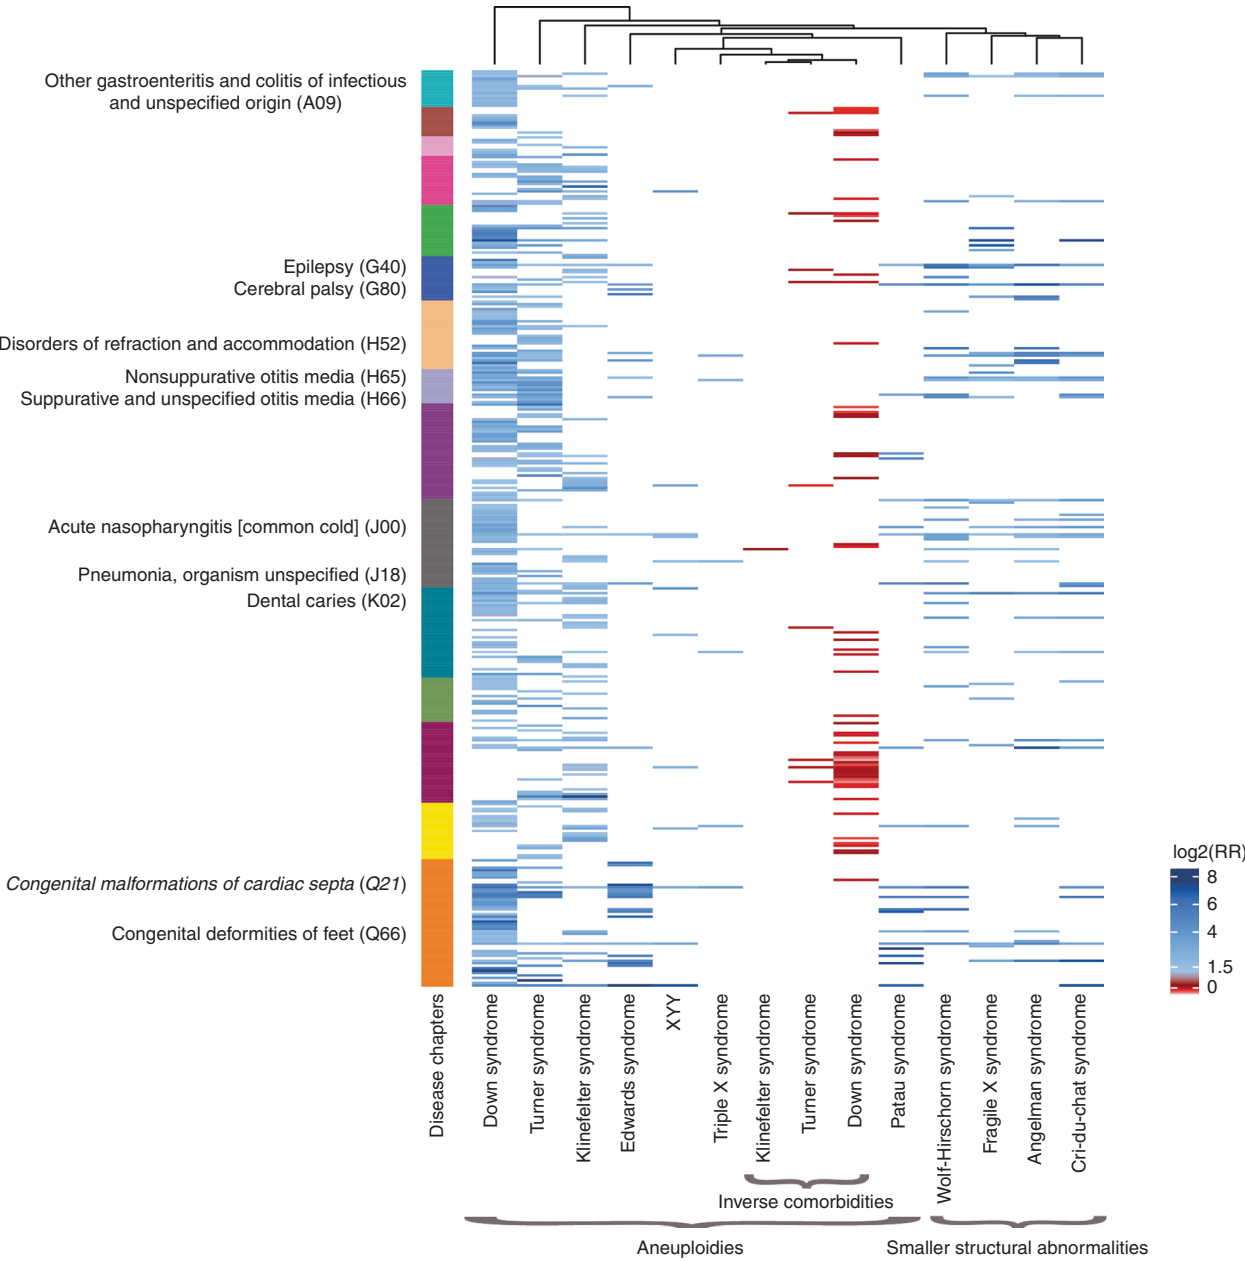 Other gastroenteritis and colitis of infectious
and unspecified origin (A09)
Epilepsy (G40)
Cerebral palsy (G80)
Disorders of refraction and accommodation (H52)
Nonsuppurative otitis media (H65)
Suppurative and unspecified otitis media (H66)
Acute nasopharyngitis [common cold] (J00)
Pneumonia, organism unspecified (J18)
Dental caries (K02)
Congenital malformations of cardiac septa (Q21)
Congenital deformities of feet (Q66)
log2(RR)
8
6
4
1.5
0
Disease chapters
Down syndrome
Turner syndrome
Klinefelter syndrome
Edwards syndrome
XYY
Triple X syndrome
Klinefelter syndrome
Turner syndrome
Down syndrome
Patau syndrome
Wolf-Hirschorn syndrome
Fragile X syndrome
Angelman syndrome
Cri-du-chat syndrome
Inverse comorbidities
Aneuploidies
Smaller structural abnormalities